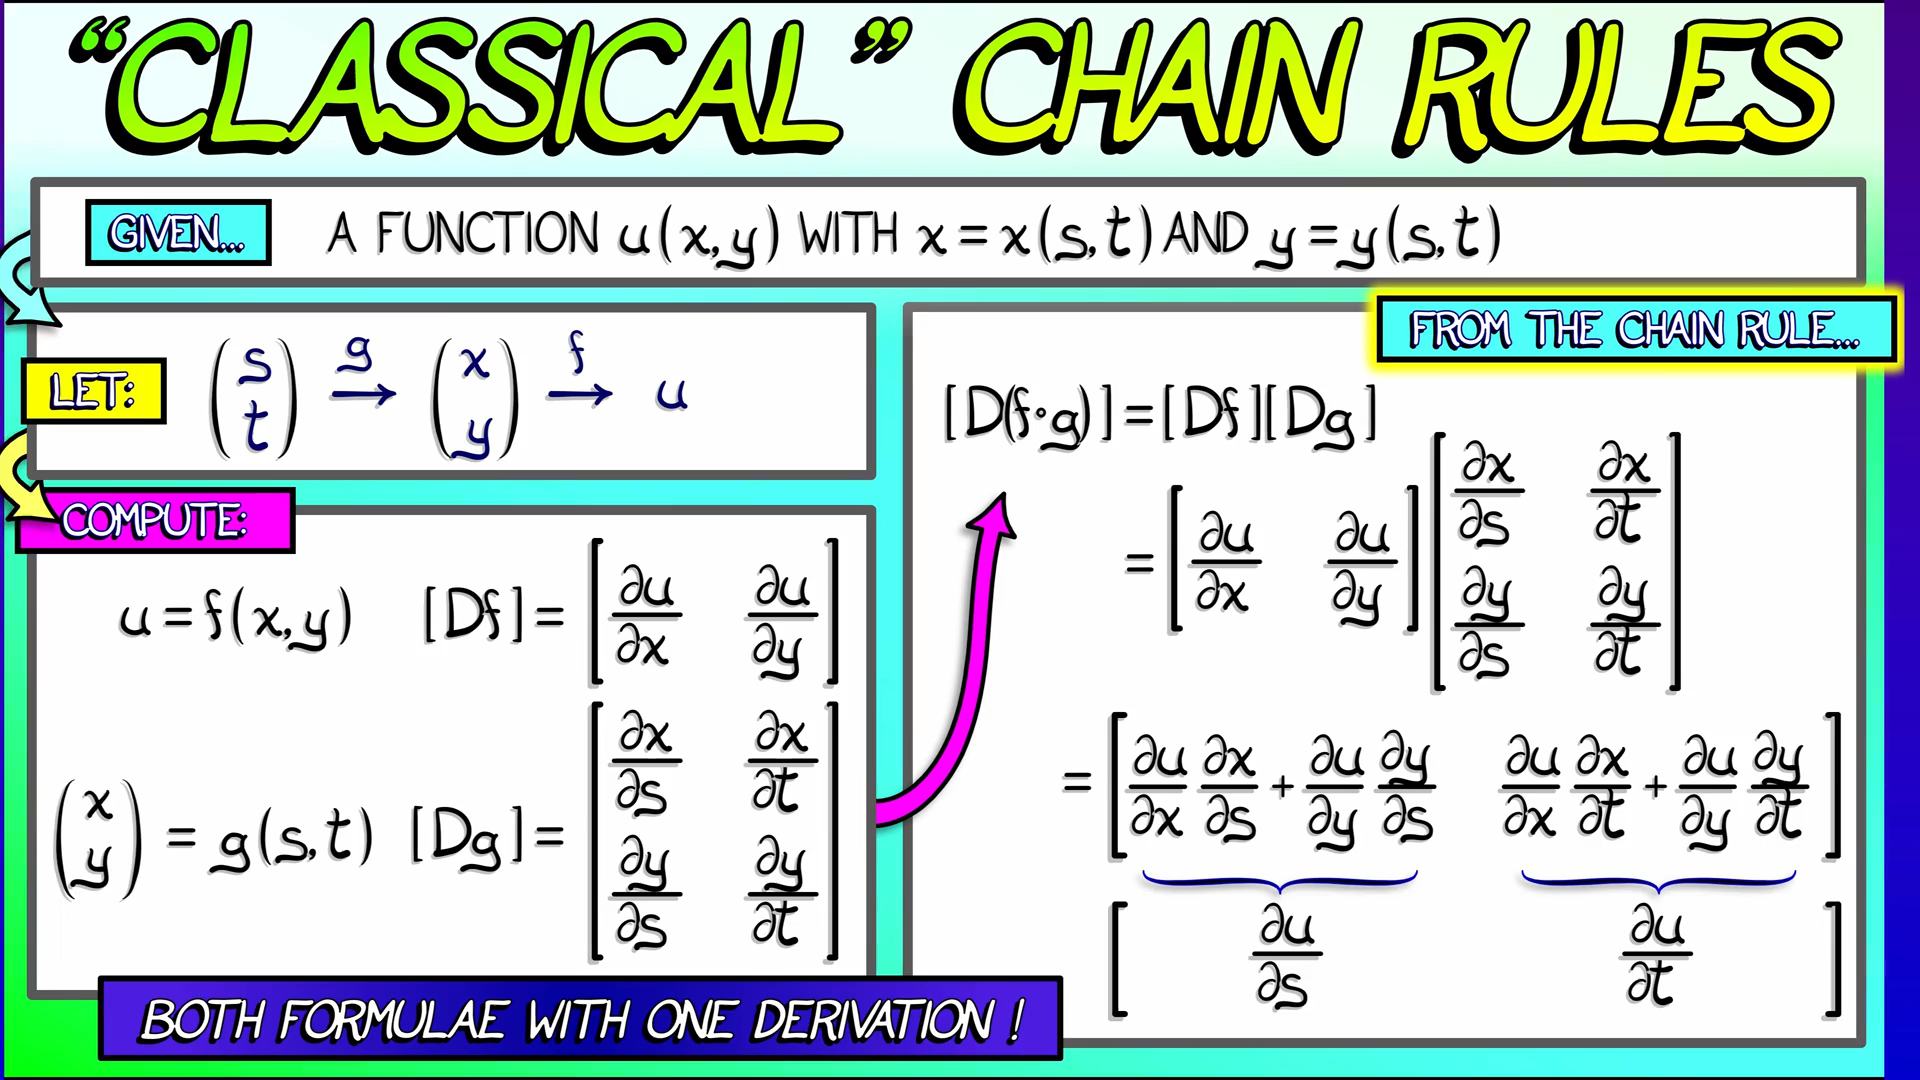 “CLASSICAL” CHAIN RULES
GIVEN... A FUNCTION u(x,y) WITH x = x(s,t) AND y = y(s,t)
LET: (s t) g→ (x y) f→ u
COMPUTE:
u = f(x,y) [Df] = [∂u/∂x ∂u/∂y]
(x y) = g(s,t) [Dg] = [∂x/∂s ∂x/∂t ; ∂y/∂s ∂y/∂t]
FROM THE CHAIN RULE...
[D(f∘g)] = [Df][Dg]
= [∂u/∂x ∂u/∂y] [∂x/∂s ∂x/∂t ; ∂y/∂s ∂y/∂t]
= [∂u/∂x ∂x/∂s + ∂u/∂y ∂y/∂s ∂u/∂x ∂x/∂t + ∂u/∂y ∂y/∂t]
[∂u/∂s ∂u/∂t]
BOTH FORMULAE WITH ONE DERIVATION !